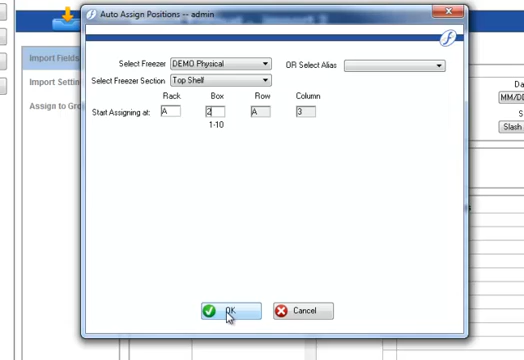 Auto Assign Positions -- admin
Import Fields
Import Settin
Assign to Gro
Select Freezer DEMO Physical OR Select Alias
Select Freezer Section Top Shelf
Rack Box Row Column
Start Assigning at: A 2 A 3
1-10
OK Cancel
Da
MM/DD
S
Slash